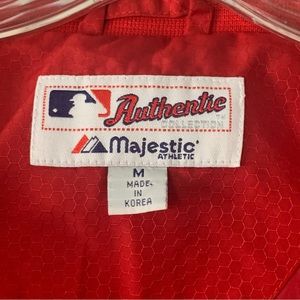 Authentic
COLLECTION
Majestic
ATHLETIC
M
MADE
IN
KOREA